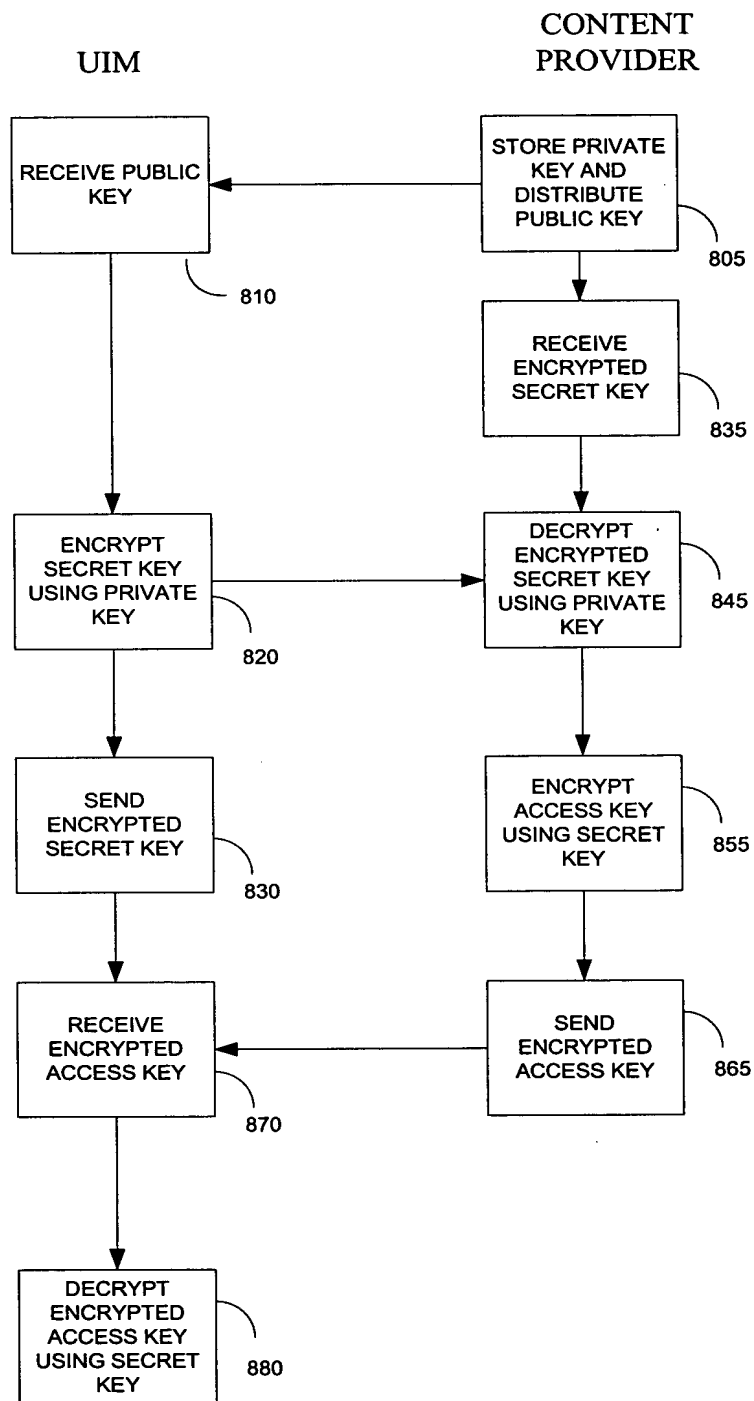 UIM
CONTENT
PROVIDER
RECEIVE PUBLIC
KEY
810
STORE PRIVATE
KEY AND
DISTRIBUTE
PUBLIC KEY
805
RECEIVE
ENCRYPTED
SECRET KEY
835
ENCRYPT
SECRET KEY
USING PRIVATE
KEY
820
DECRYPT
ENCRYPTED
SECRET KEY
USING PRIVATE
KEY
845
SEND
ENCRYPTED
SECRET KEY
830
ENCRYPT
ACCESS KEY
USING SECRET
KEY
855
RECEIVE
ENCRYPTED
ACCESS KEY
870
SEND
ENCRYPTED
ACCESS KEY
865
DECRYPT
ENCRYPTED
ACCESS KEY
USING SECRET
KEY
880